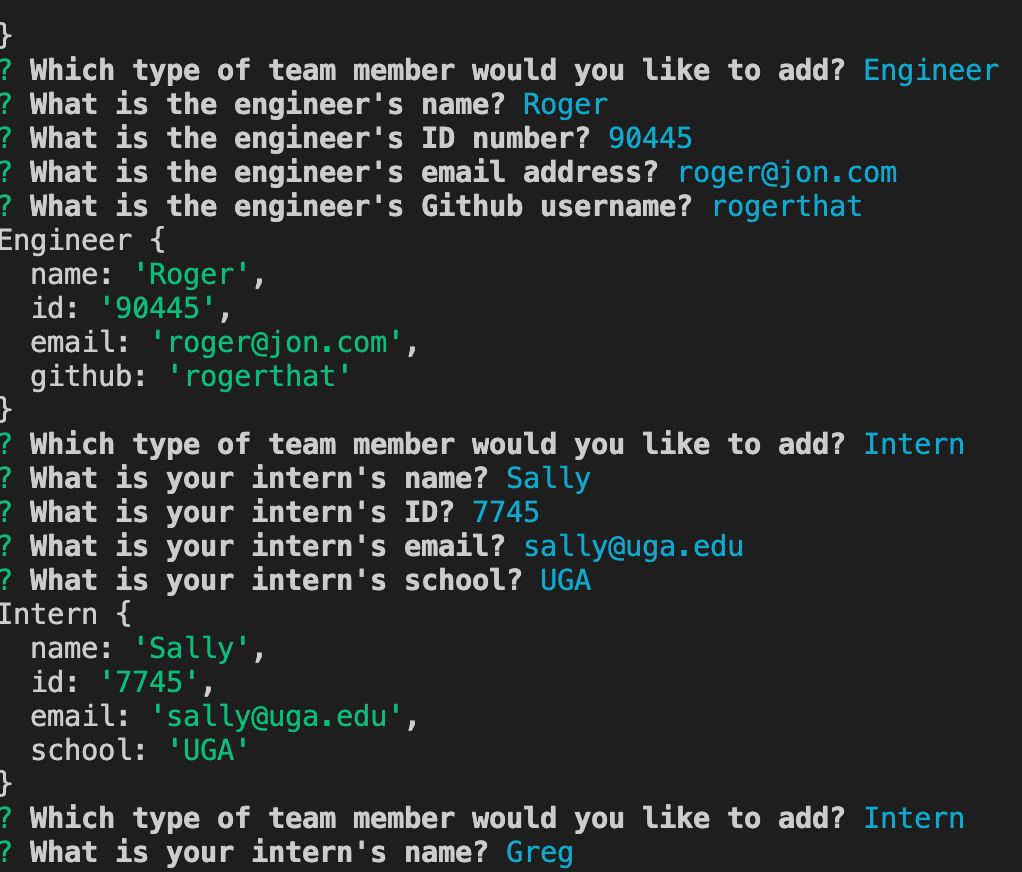 }
? Which type of team member would you like to add? Engineer
? What is the engineer's name? Roger
? What is the engineer's ID number? 90445
? What is the engineer's email address? roger@jon.com
? What is the engineer's Github username? rogerthat
Engineer {
  name: 'Roger',
  id: '90445',
  email: 'roger@jon.com',
  github: 'rogerthat'
}
? Which type of team member would you like to add? Intern
? What is your intern's name? Sally
? What is your intern's ID? 7745
? What is your intern's email? sally@uga.edu
? What is your intern's school? UGA
Intern {
  name: 'Sally',
  id: '7745',
  email: 'sally@uga.edu',
  school: 'UGA'
}
? Which type of team member would you like to add? Intern
? What is your intern's name? Greg